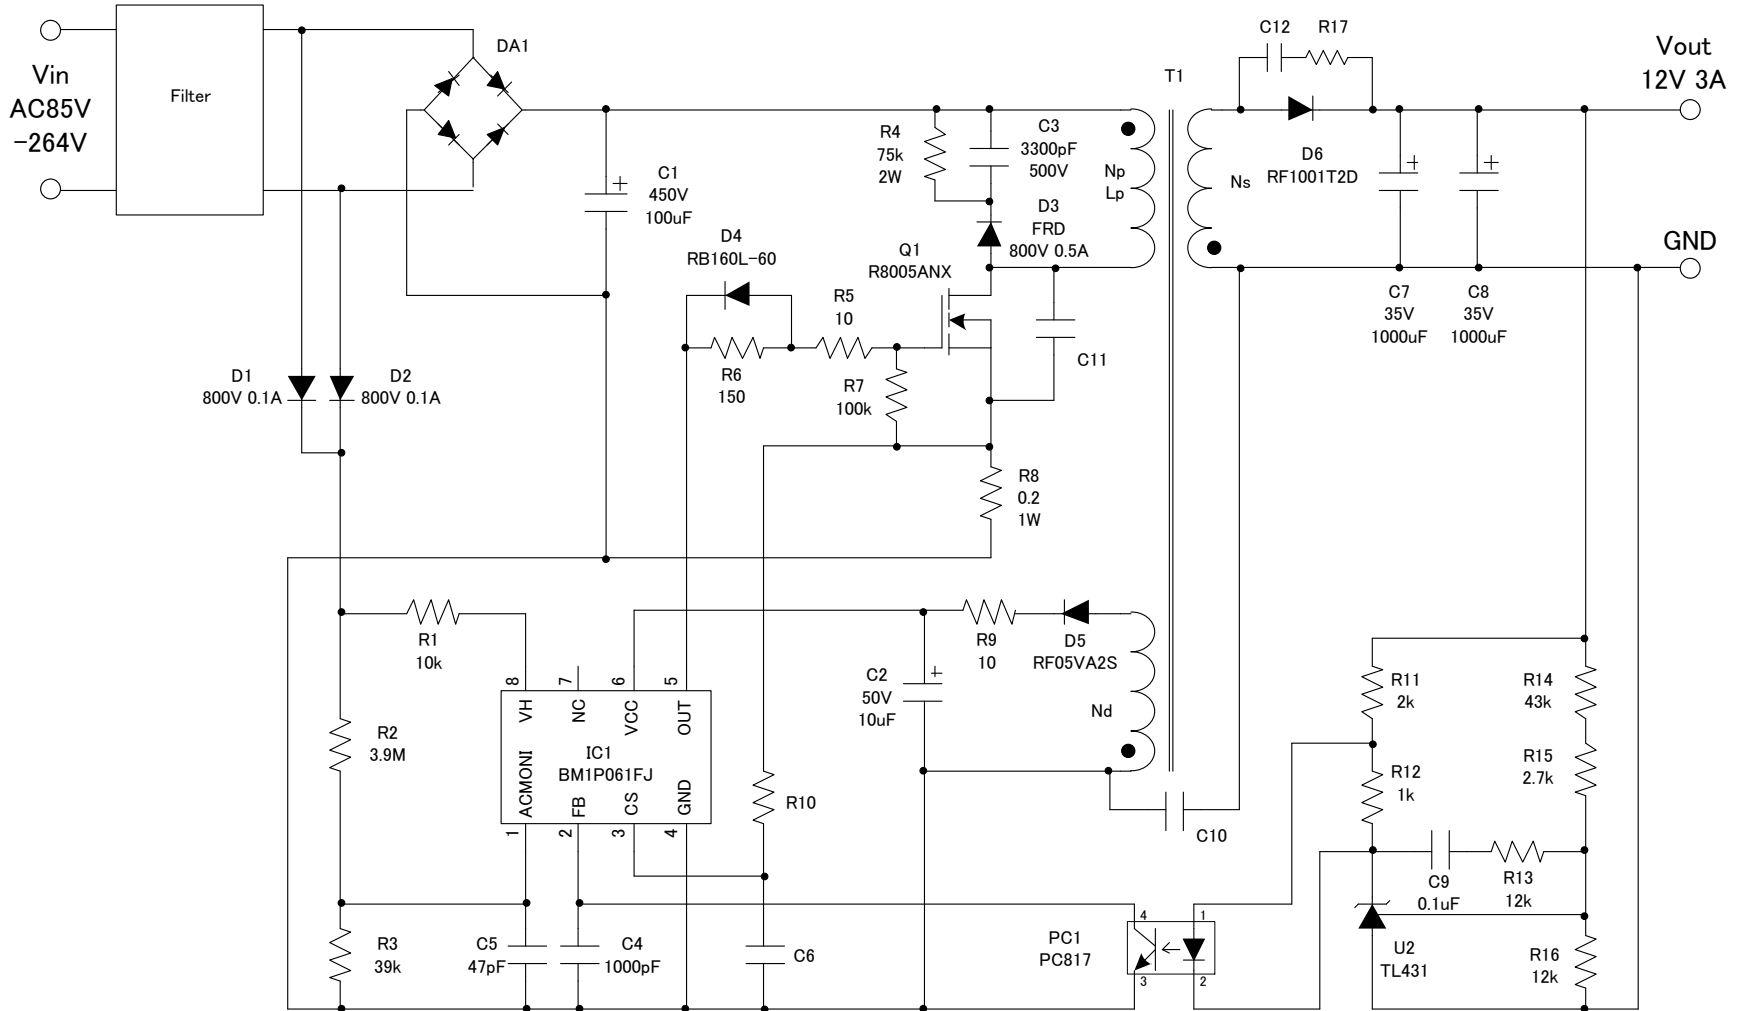 Vin
AC85V
-264V
Filter
DA1
C1
450V
100uF
R4
75k
2W
C3
3300pF
500V
D3
FRD
800V 0.5A
T1
Np
Lp
Ns
C12
R17
D6
RF1001T2D
Vout
12V 3A
GND
C7
35V
1000uF
C8
35V
1000uF
D4
RB160L-60
R6
150
R5
10
R7
100k
Q1
R8005ANX
C11
R8
0.2
1W
D1
800V 0.1A
D2
800V 0.1A
R1
10k
R2
3.9M
R3
39k
8
7
6
5
VH
NC
VCC
OUT
IC1
BM1P061FJ
ACMONI
FB
CS
GND
1
2
3
4
C2
50V
10uF
R9
10
D5
RF05VA2S
Nd
R10
C10
C5
47pF
C4
1000pF
C6
PC1
PC817
4
1
3
2
R11
2k
R12
1k
R14
43k
R15
2.7k
C9
0.1uF
R13
12k
U2
TL431
R16
12k